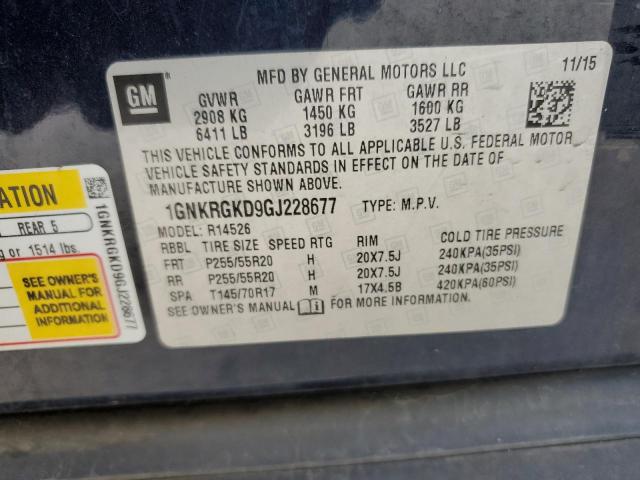 GM
MFD BY GENERAL MOTORS LLC
11/15
GVWR GAWR FRT GAWR RR
2908 KG 1450 KG 1600 KG
6411 LB 3196 LB 3527 LB
THIS VEHICLE CONFORMS TO ALL APPLICABLE U.S. FEDERAL MOTOR
VEHICLE SAFETY STANDARDS IN EFFECT ON THE DATE OF
MANUFACTURE SHOWN ABOVE.
1GNKRGKD9GJ228677 TYPE: M.P.V.
MODEL: R14526
RBBL TIRE SIZE SPEED RTG RIM COLD TIRE PRESSURE
FRT P255/55R20 H 20X7.5J 240KPA(35PSI)
RR P255/55R20 H 20X7.5J 240KPA(35PSI)
SPA T145/70R17 M 17X4.5B 420KPA(60PSI)
SEE OWNER'S MANUAL FOR MORE INFORMATION
ATION
REAR 5
or 1514 lbs.
SEE OWNER'S
MANUAL FOR
ADDITIONAL
INFORMATION
1GNKRGKD9GJ228677